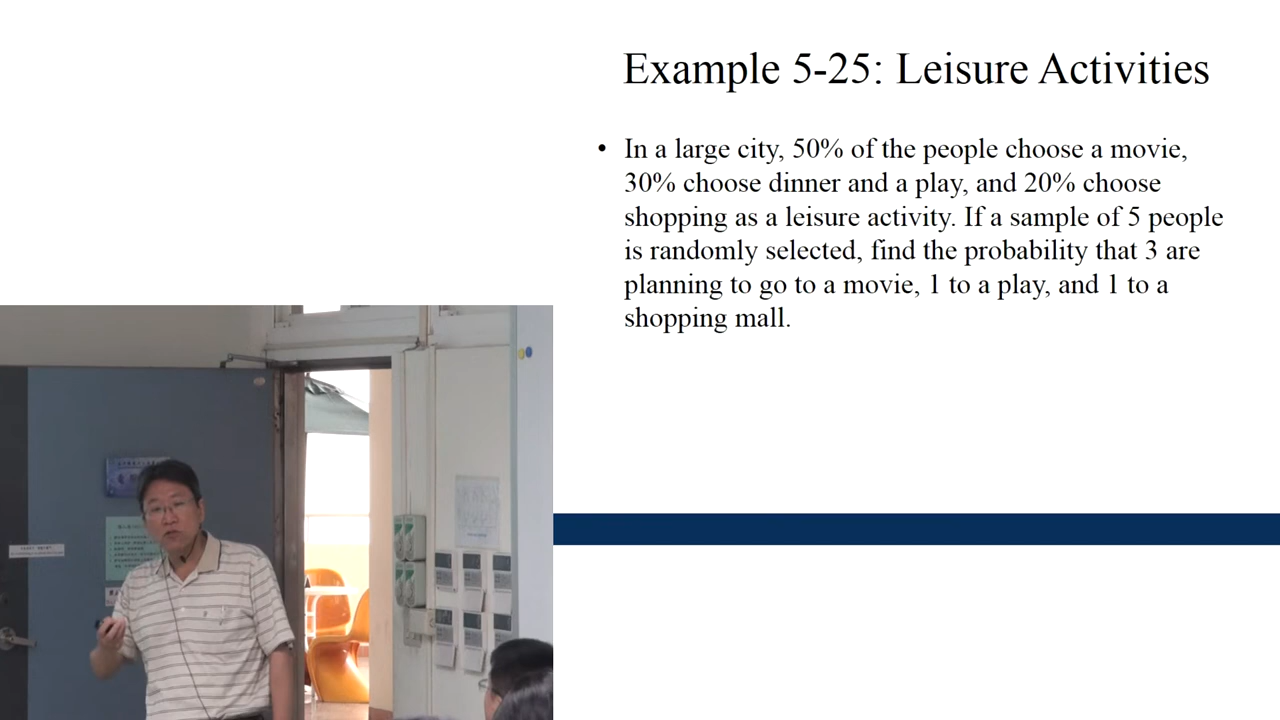 Example 5-25: Leisure Activities
• In a large city, 50% of the people choose a movie,
30% choose dinner and a play, and 20% choose
shopping as a leisure activity. If a sample of 5 people
is randomly selected, find the probability that 3 are
planning to go to a movie, 1 to a play, and 1 to a
shopping mall.